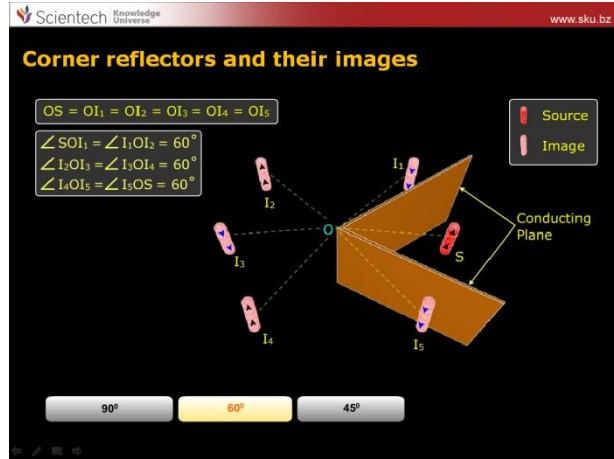 Scientech Knowledge Universe
www.sku.bz
Corner reflectors and their images
OS = OI1 = OI2 = OI3 = OI4 = OI5
∠SOI1 = ∠I1OI2 = 60°
∠I2OI3 = ∠I3OI4 = 60°
∠I4OI5 = ∠I5OS = 60°
Source
Image
I1
I2
O
Conducting
Plane
S
I3
I4
I5
90⁰
60⁰
45⁰